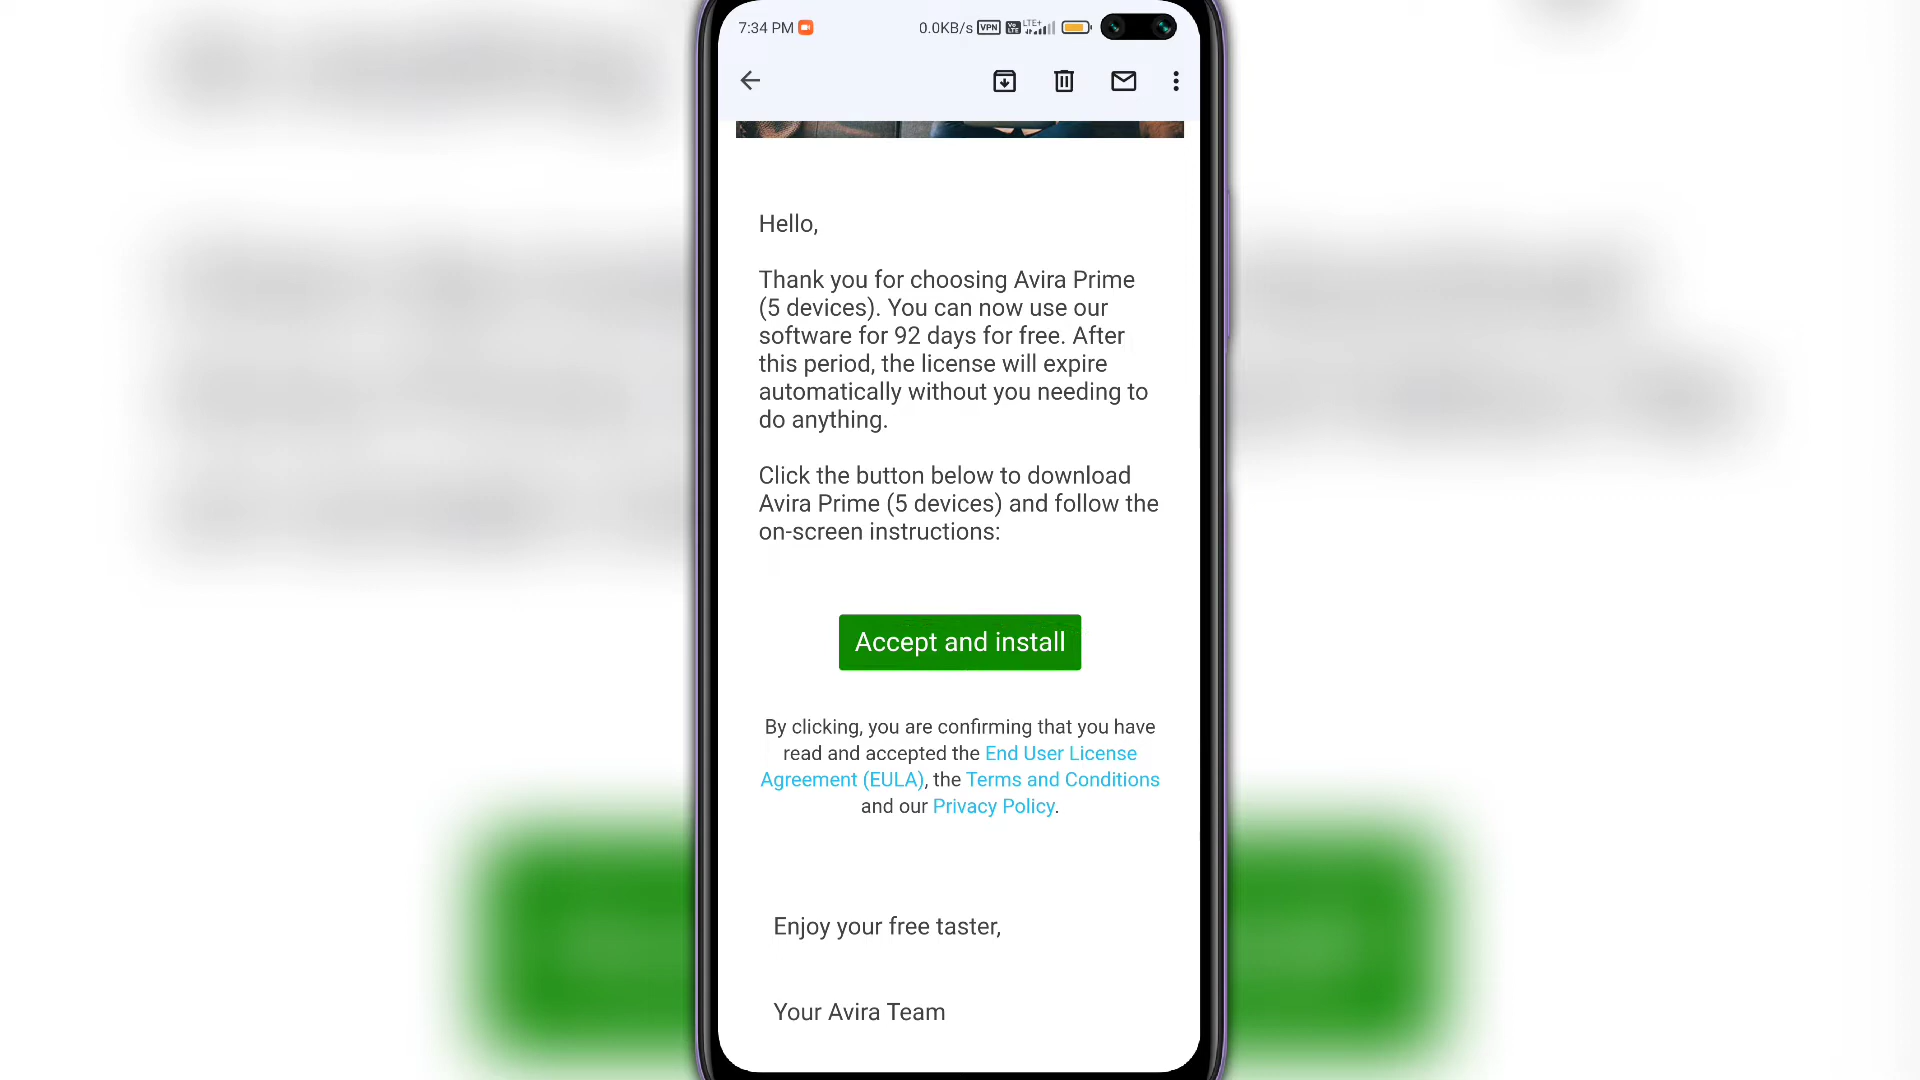 7:34 PM
0.0KB/s VPN Vo LTE LTE+
Hello,
Thank you for choosing Avira Prime
(5 devices). You can now use our
software for 92 days for free. After
this period, the license will expire
automatically without you needing to
do anything.
Click the button below to download
Avira Prime (5 devices) and follow the
on-screen instructions:
Accept and install
By clicking, you are confirming that you have
read and accepted the End User License
Agreement (EULA), the Terms and Conditions
and our Privacy Policy.
Enjoy your free taster,
Your Avira Team